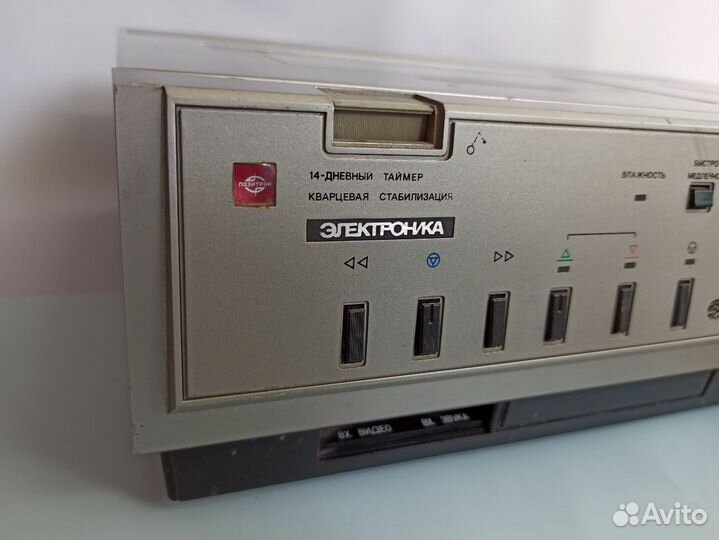 ПОЗИТРОН
14-ДНЕВНЫЙ ТАЙМЕР
КВАРЦЕВАЯ СТАБИЛИЗАЦИЯ
ЭЛЕКТРОНИКА
ВЛАЖНОСТЬ
БЫСТРО
МЕДЛЕННО
ВХ ВИДЕО
ВХ ЗВУКА
Avito